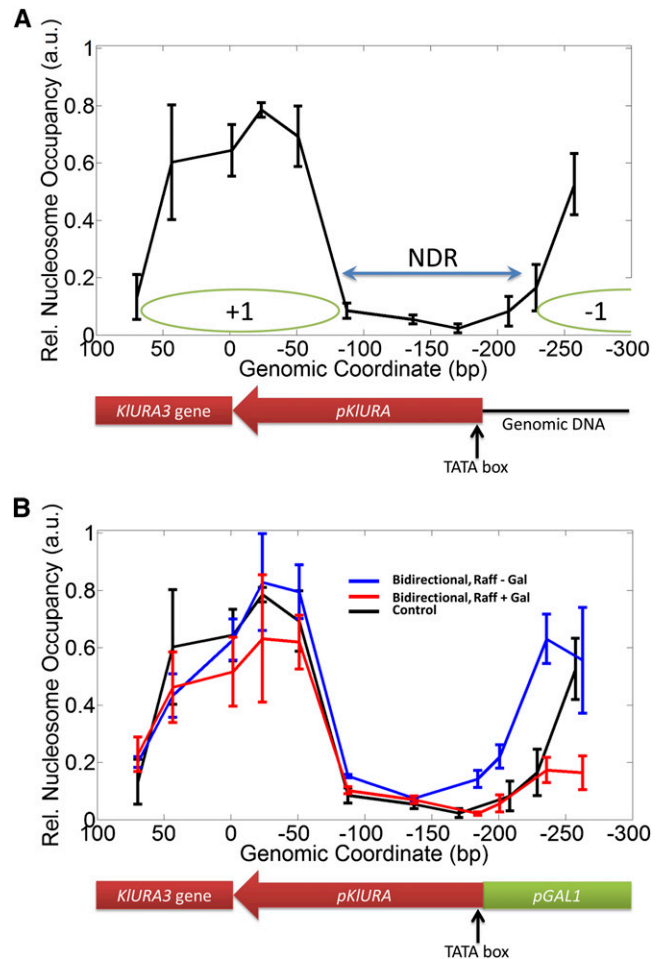 A
Rel. Nucleosome Occupancy (a.u.)
1
0.8
0.6
0.4
0.2
0
NDR
+1
-1
100 50 0 -50 -100 -150 -200 -250 -300
Genomic Coordinate (bp)
KlURA3 gene
pKlURA
Genomic DNA
TATA box
B
Rel. Nucleosome Occupancy (a.u.)
1
0.8
0.6
0.4
0.2
0
Bidirectional, Raff - Gal
Bidirectional, Raff + Gal
Control
100 50 0 -50 -100 -150 -200 -250 -300
Genomic Coordinate (bp)
KlURA3 gene
pKlURA
pGAL1
TATA box